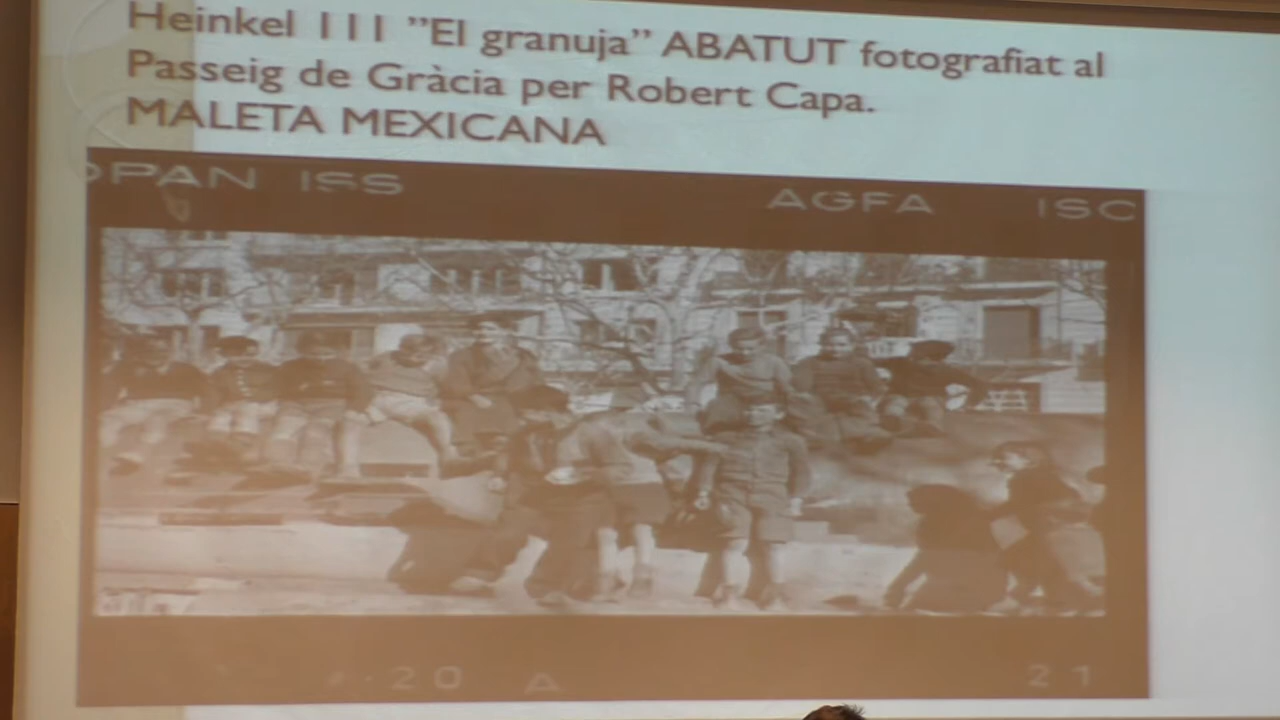 Heinkel 111 "El granuja" ABATUT fotografiat al
Passeig de Gràcia per Robert Capa.
MALETA MEXICANA
OPAN ISS AGFA ISC
20 A 21